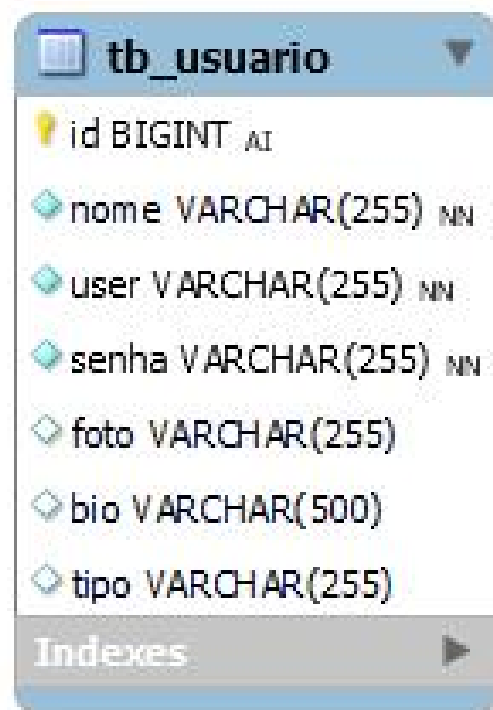 tb_usuario
id BIGINT AI
nome VARCHAR(255) NN
user VARCHAR(255) NN
senha VARCHAR(255) NN
foto VARCHAR(255)
bio VARCHAR(500)
tipo VARCHAR(255)
Indexes